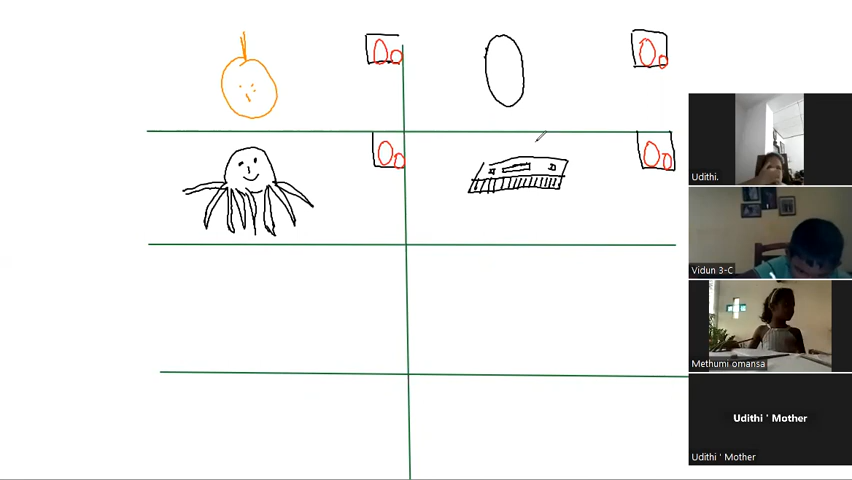 Oo
Oo
Oo
Oo
Udithi.
Vidun 3-C
Methumi omansa
Udithi ' Mother
Udithi ' Mother